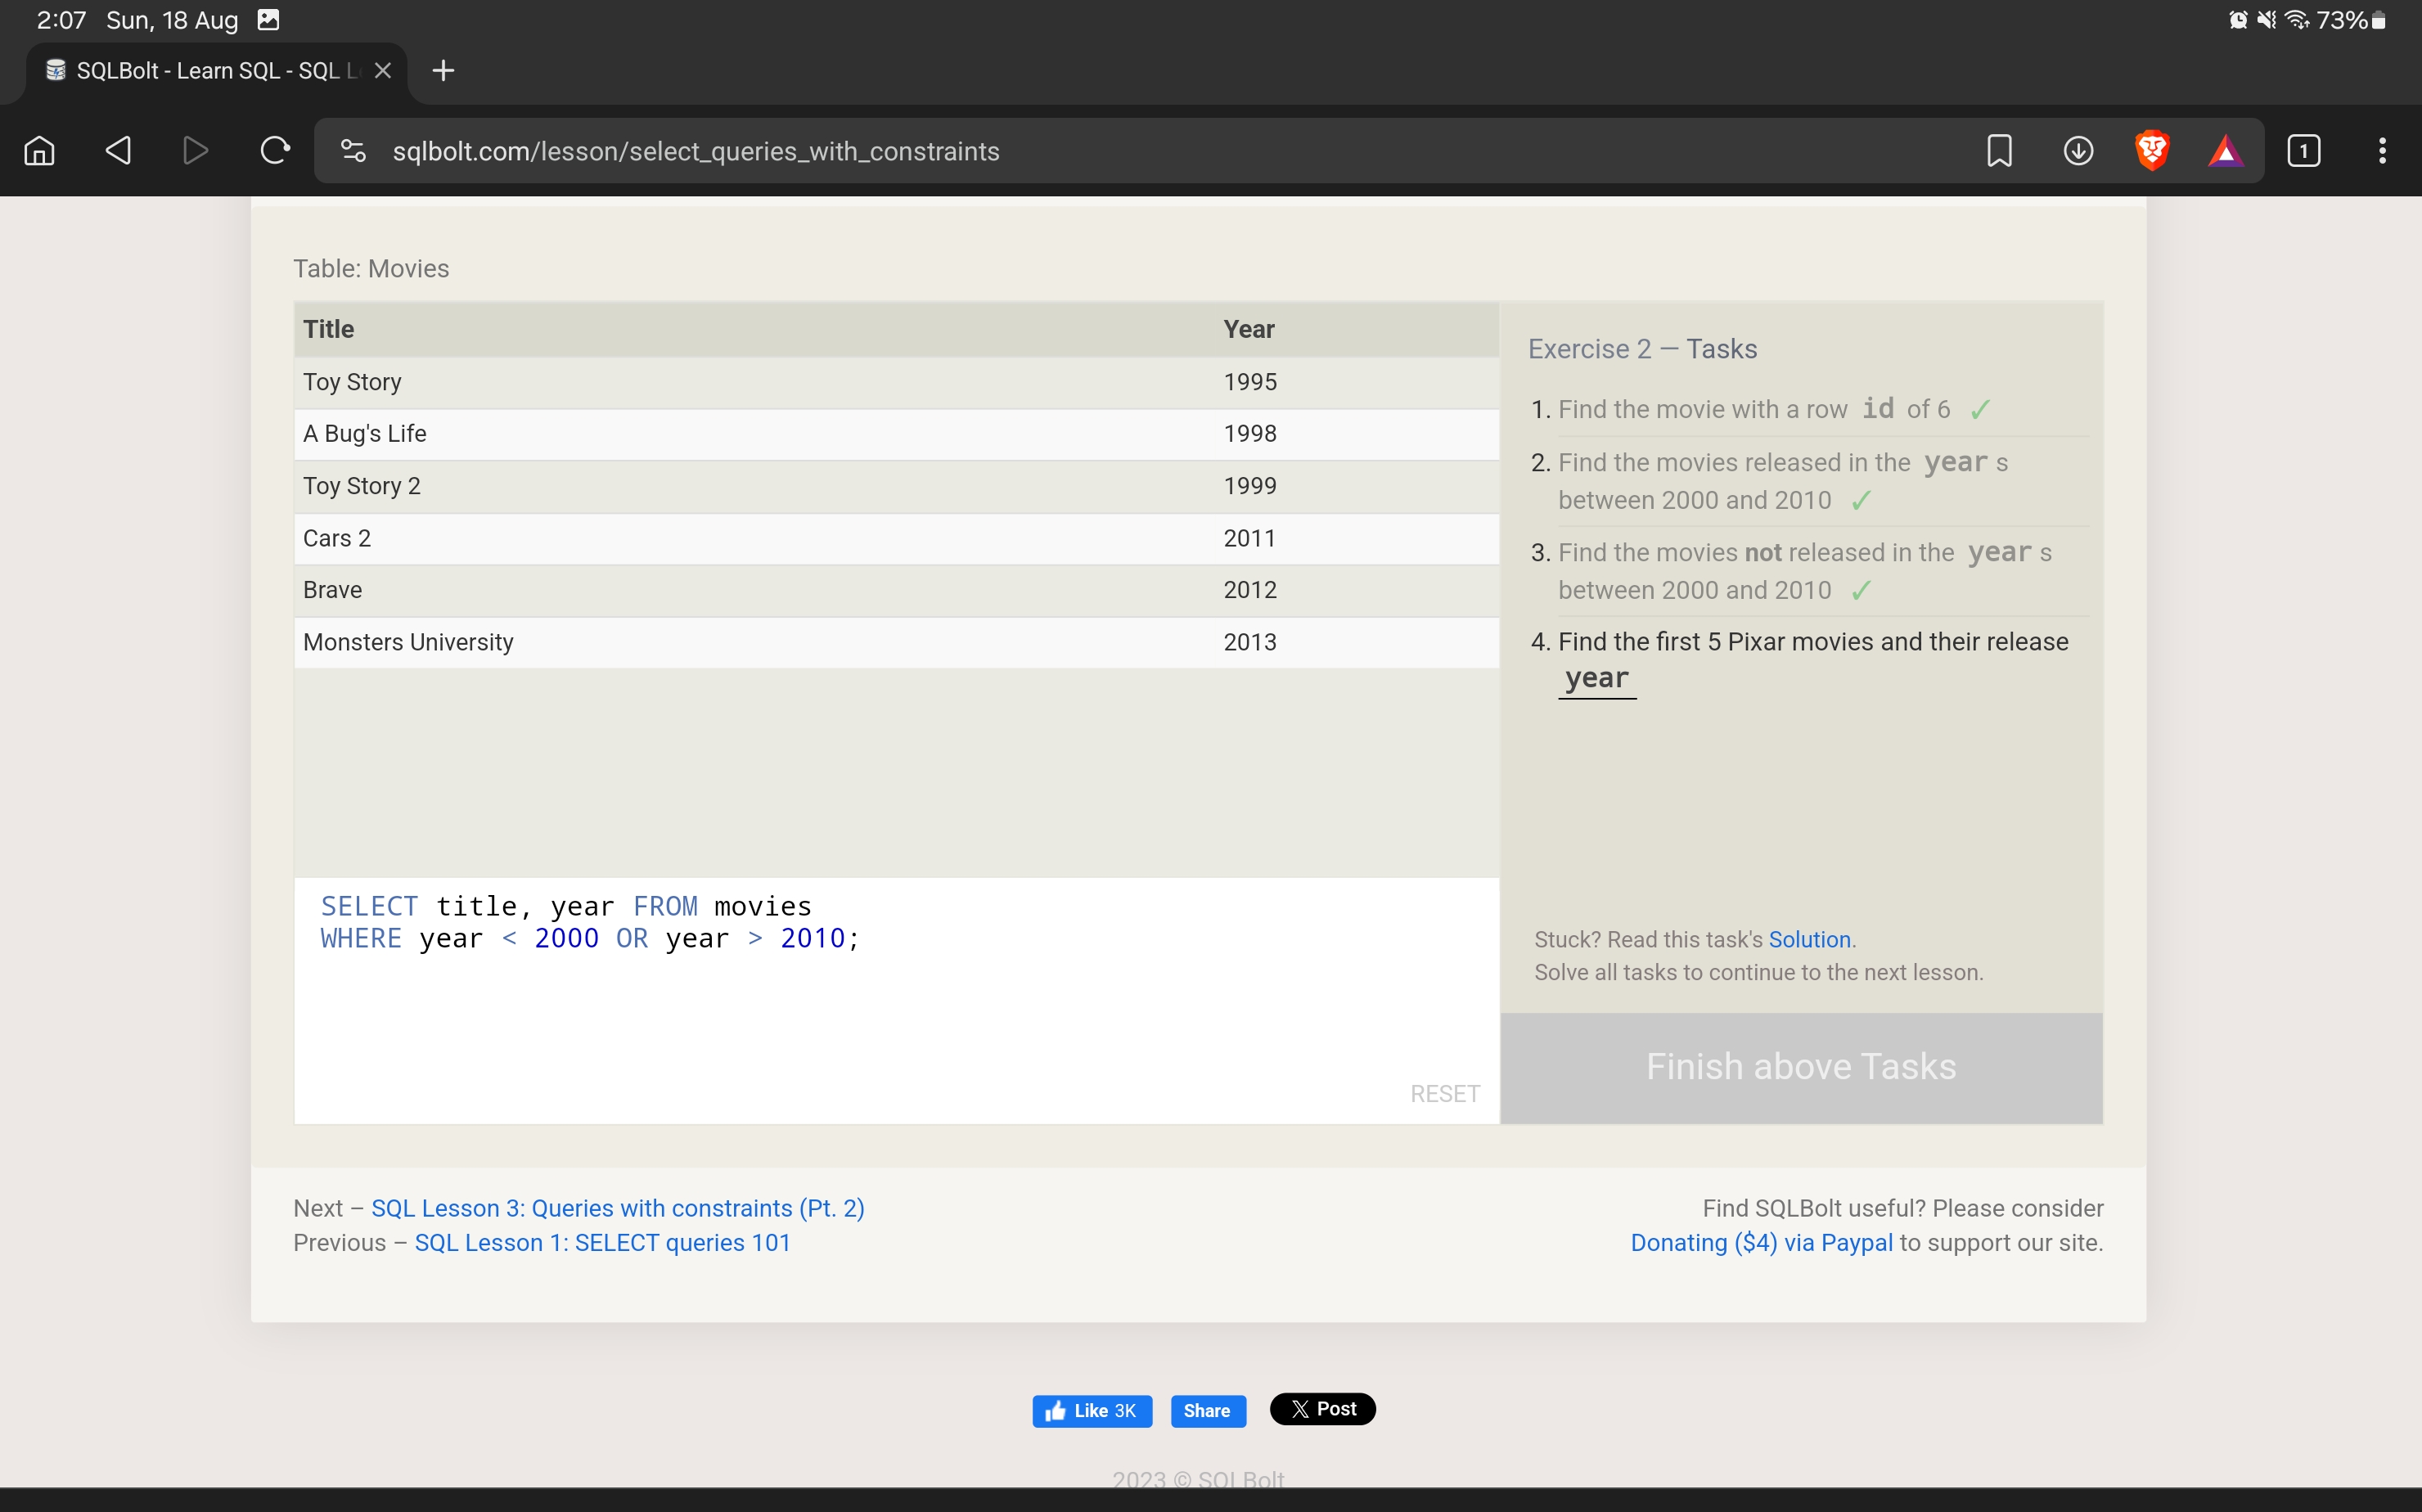 2:07 Sun, 18 Aug 73%
SQLBolt - Learn SQL - SQL L
sqlbolt.com/lesson/select_queries_with_constraints 1
Table: Movies
Title Year
Toy Story 1995
A Bug's Life 1998
Toy Story 2 1999
Cars 2 2011
Brave 2012
Monsters University 2013
SELECT title, year FROM movies
WHERE year < 2000 OR year > 2010;
RESET
Exercise 2 — Tasks
1. Find the movie with a row id of 6 ✓
2. Find the movies released in the year s
between 2000 and 2010 ✓
3. Find the movies not released in the year s
between 2000 and 2010 ✓
4. Find the first 5 Pixar movies and their release
year
Stuck? Read this task's Solution.
Solve all tasks to continue to the next lesson.
Finish above Tasks
Next – SQL Lesson 3: Queries with constraints (Pt. 2)
Previous – SQL Lesson 1: SELECT queries 101
Find SQLBolt useful? Please consider
Donating ($4) via Paypal to support our site.
Like 3K Share X Post
2023 © SQLBolt